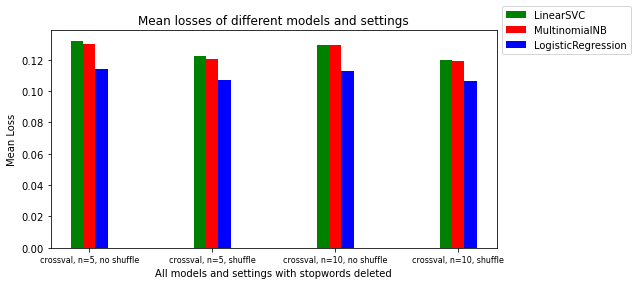 Mean losses of different models and settings
LinearSVC
MultinomialNB
LogisticRegression
Mean Loss
0.12
0.10
0.08
0.06
0.04
0.02
0.00
crossval, n=5, no shuffle
crossval, n=5, shuffle
crossval, n=10, no shuffle
crossval, n=10, shuffle
All models and settings with stopwords deleted